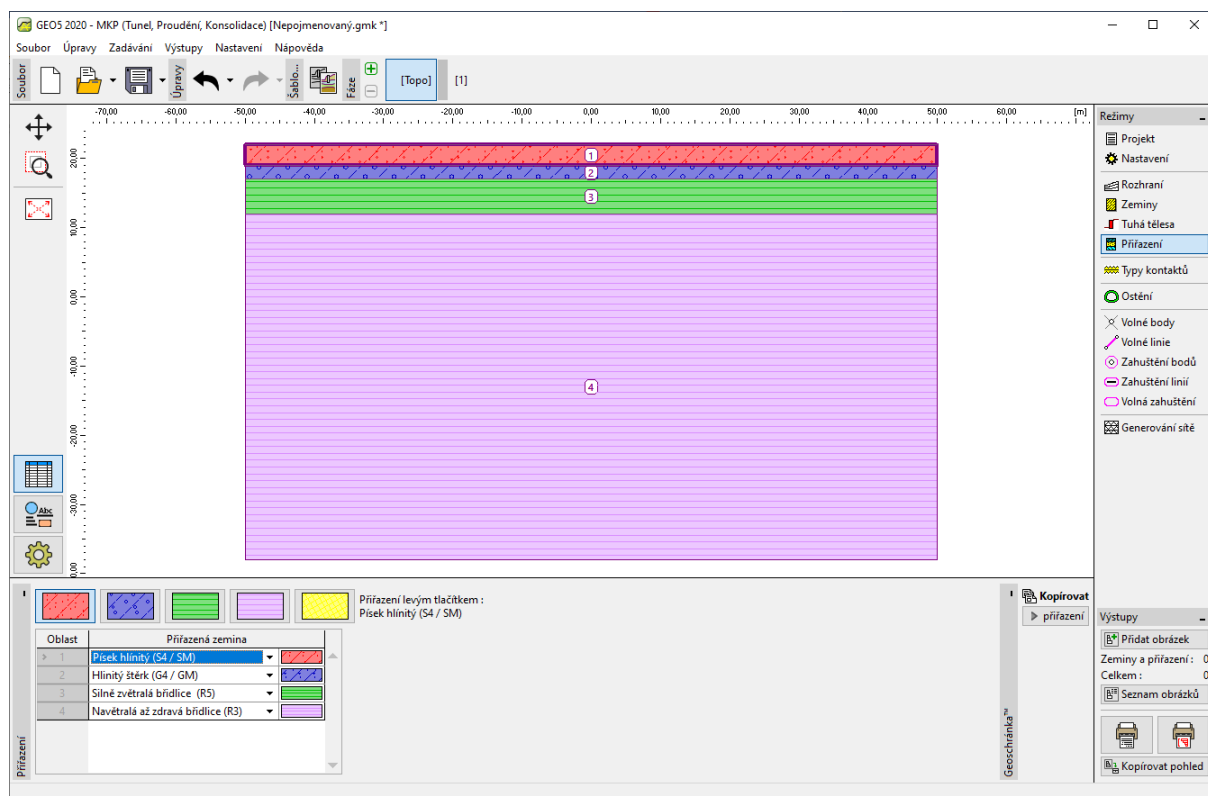 GEO5 2020 - MKP (Tunel, Proudění, Konsolidace) [Nepojmenovaný.gmk *]
Soubor Úpravy Zadávání Výstupy Nastavení Nápověda
Soubor
Úpravy
Šablo...
Fáze
[Topo]
[1]
-70,00 -60,00 -50,00 -40,00 -30,00 -20,00 -10,00 0,00 10,00 20,00 30,00 40,00 50,00 60,00 [m]
20,00
10,00
0,00
-10,00
-20,00
-30,00
1
2
3
4
Abc
Režimy
Projekt
Nastavení
Rozhraní
Zeminy
Tuhá tělesa
Přiřazení
Typy kontaktů
Ostění
Volné body
Volné linie
Zahuštění bodů
Zahuštění linií
Volná zahuštění
Generování sítě
Přiřazení
Přiřazení levým tlačítkem :
Písek hlínitý (S4 / SM)
Oblast Přiřazená zemina
1 Písek hlínitý (S4 / SM)
2 Hlinitý štěrk (G4 / GM)
3 Silně zvětralá břidlice (R5)
4 Navětralá až zdravá břidlice (R3)
Geoschránka™
Kopírovat
přiřazení
Výstupy
Přidat obrázek
Zeminy a přiřazení : 0
Celkem : 0
Seznam obrázků
Kopírovat pohled